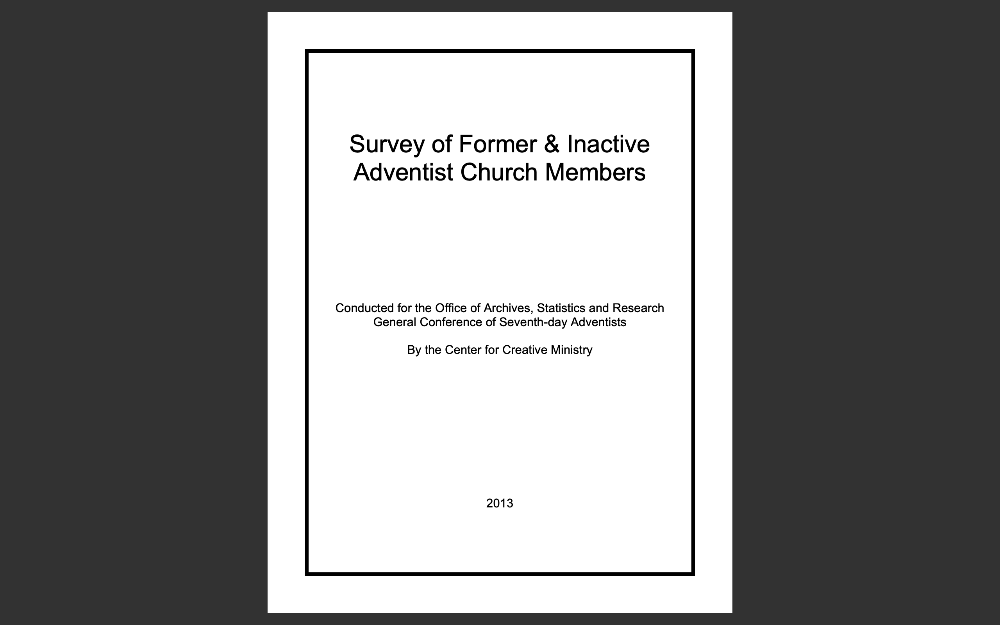 Survey of Former & Inactive
Adventist Church Members
Conducted for the Office of Archives, Statistics and Research
General Conference of Seventh-day Adventists
By the Center for Creative Ministry
2013